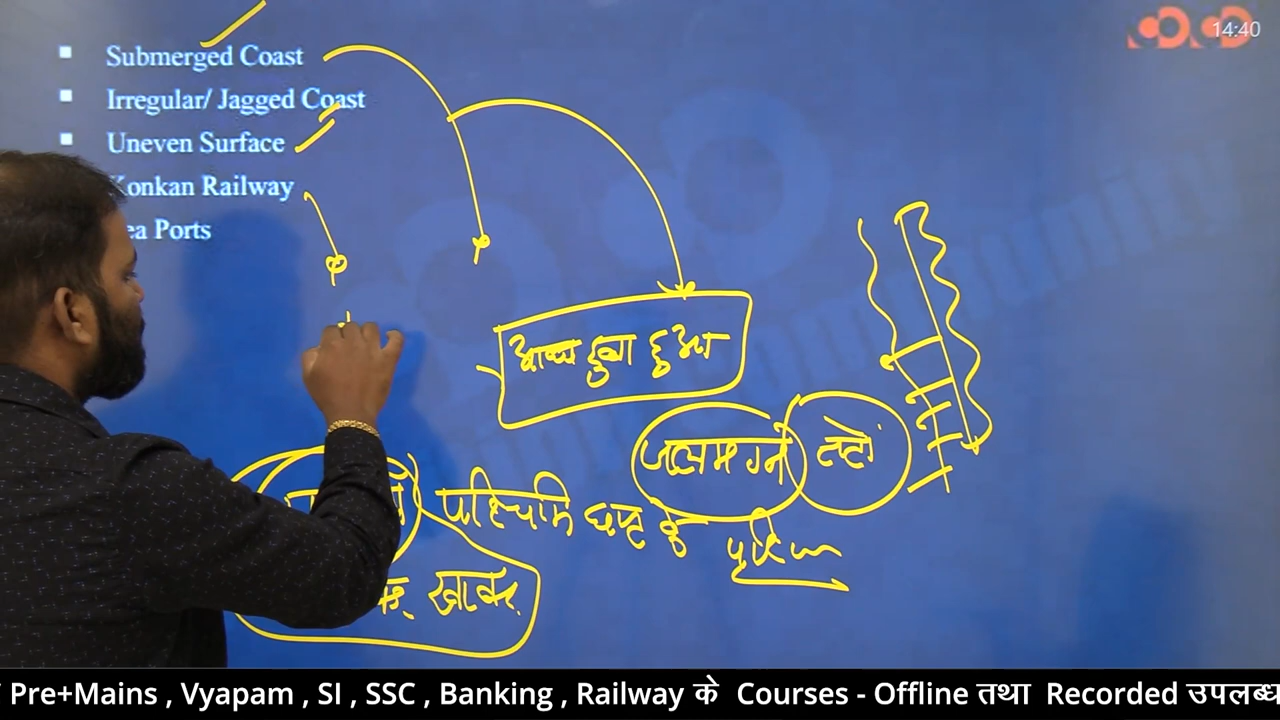 14:40
Submerged Coast
Irregular/ Jagged Coast
Uneven Surface
Konkan Railway
ea Ports
डुबा हुआ
जलमग्न तटों
पश्चिमि घाट के
Pre+Mains , Vyapam , SI , SSC , Banking , Railway के Courses - Offline तथा Recorded उपलब्ध